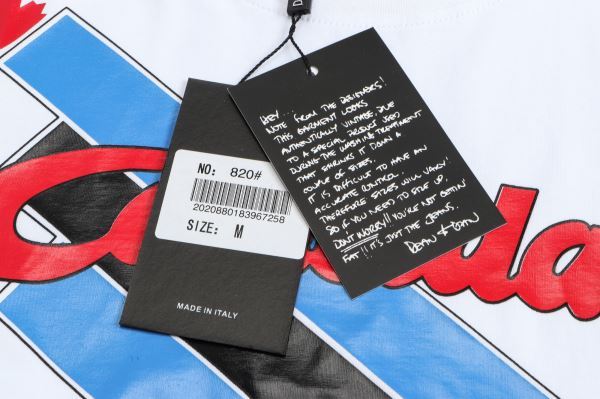 D
HEY...
NOTE FROM THE DESIGNERS!
THIS GARMENT LOOKS
AUTHENTICALLY VINTAGE, DUE
TO A SPECIAL PRODUCT USED
DURING THE WASHING TREATMENT
THAT SHRINKS IT DOWN A
COUPLE OF SIZES.
IT IS DIFFICULT TO HAVE AN
ACCURATE CONTROL.
THEREFORE SIZES WILL VARY!
SO IF YOU NEED TO SIZE UP,
DON'T WORRY!! YOU'RE NOT GETTIN'
FAT!! IT'S JUST THE JEANS.
DEAN + DAN
NO: 820#
2020880183967258
SIZE: M
MADE IN ITALY